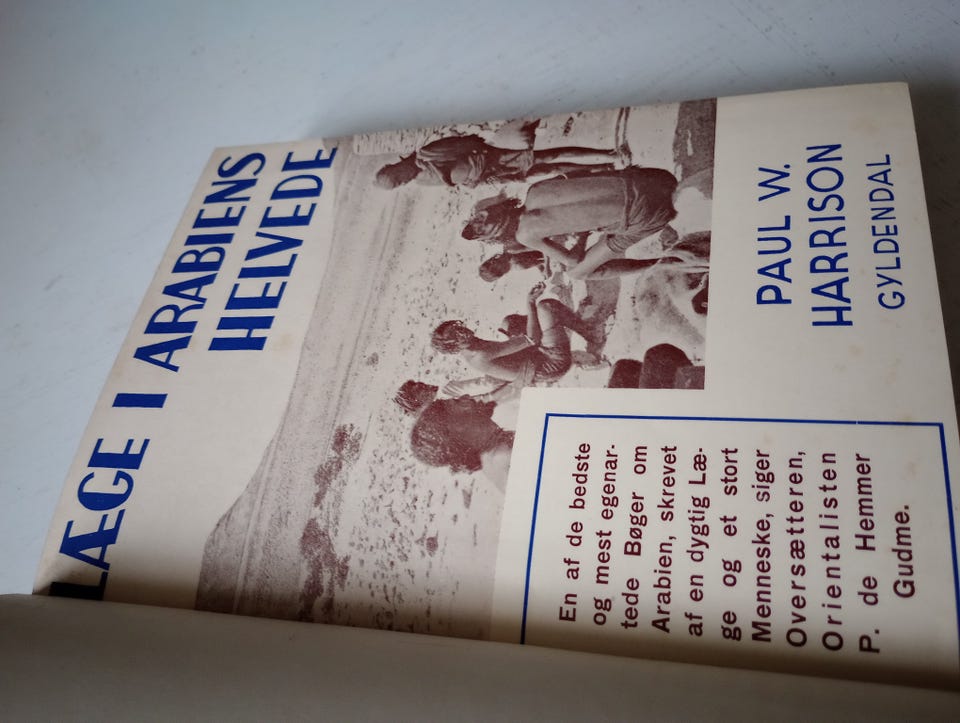 LÆGE I ARABIENS
HELVEDE
En af de bedste
og mest egenar-
tede Bøger om
Arabien, skrevet
af en dygtig Læ-
ge og et stort
Menneske, siger
Oversætteren,
Orientalisten
P. de Hemmer
Gudme.
PAUL W.
HARRISON
GYLDENDAL